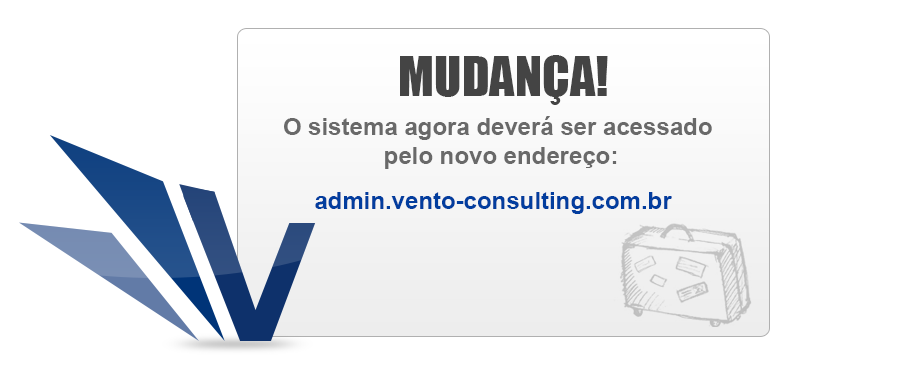 MUDANÇA!
O sistema agora deverá ser acessado
pelo novo endereço:
admin.vento-consulting.com.br